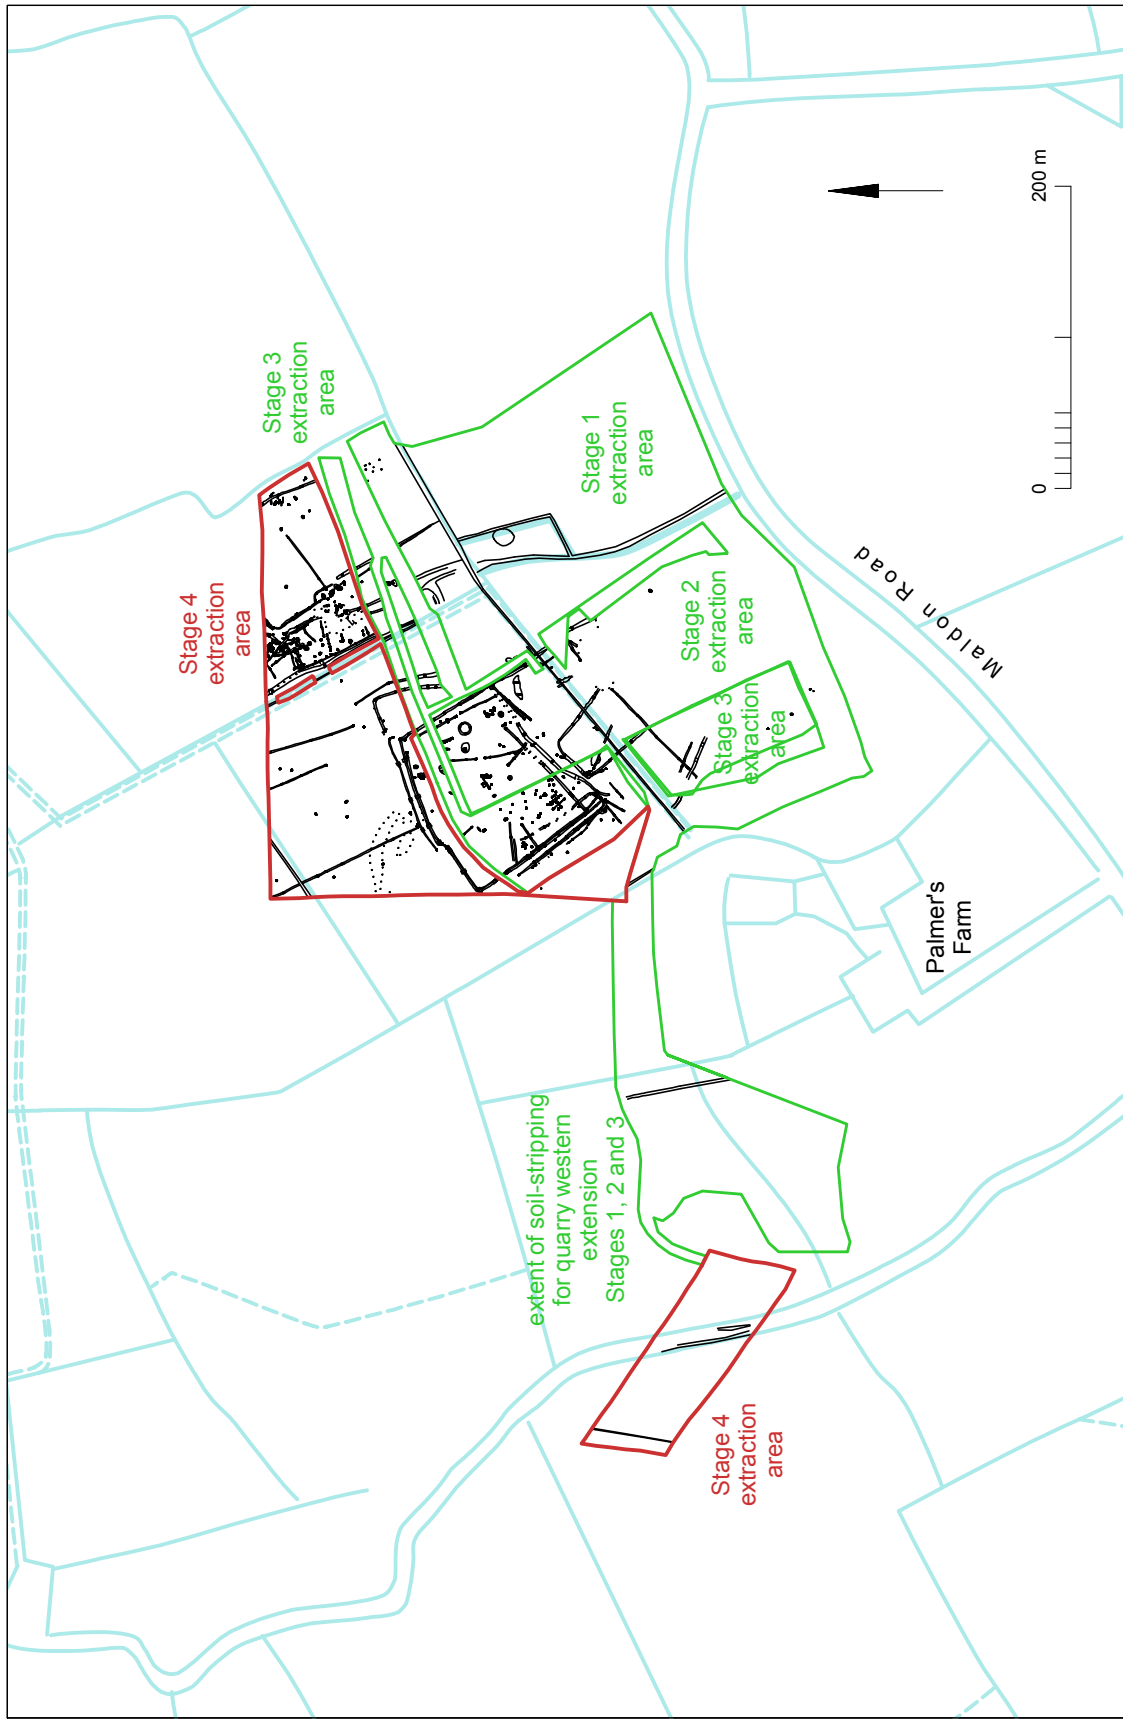 Stage 3
extraction
area
Stage 4
extraction
area
Stage 1
extraction
area
Stage 2
extraction
area
Stage 3
extraction
area
extent of soil-stripping
for quarry western
extension
Stages 1, 2 and 3
Stage 4
extraction
area
Palmer's
Farm
Maldon Road
0
200 m